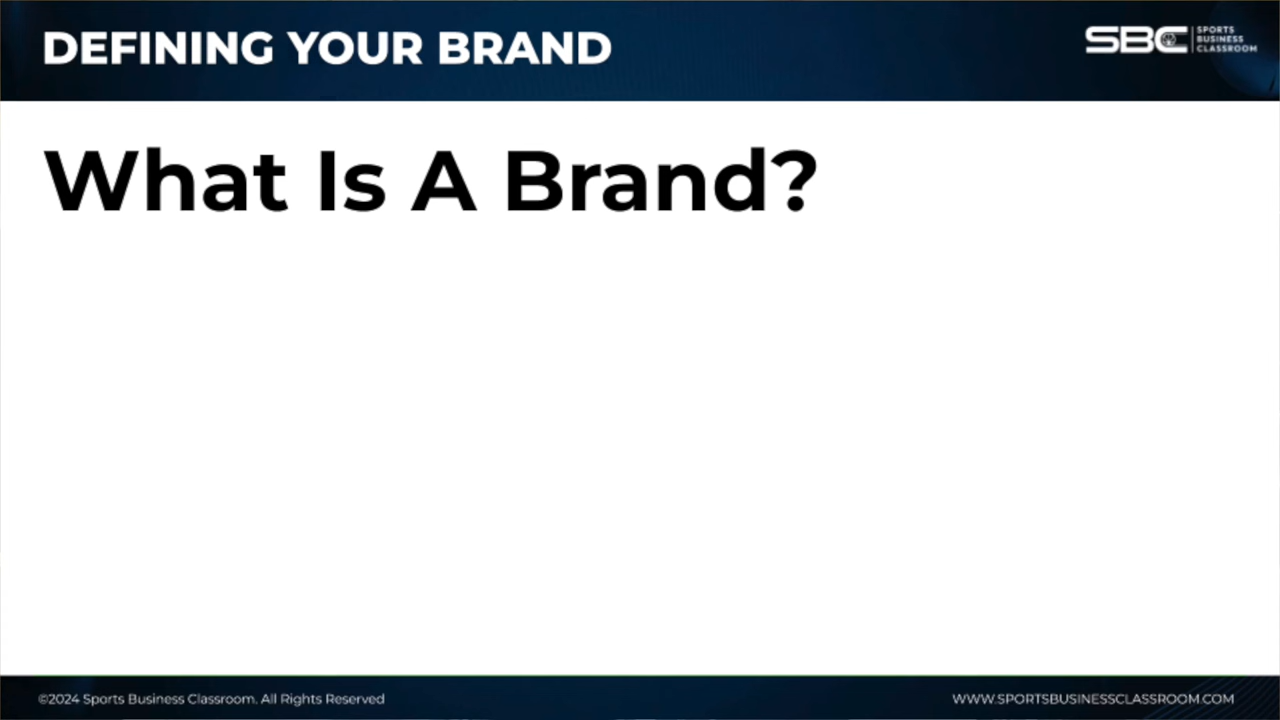 DEFINING YOUR BRAND
SBC
SPORTS
BUSINESS
CLASSROOM
What Is A Brand?
©2024 Sports Business Classroom. All Rights Reserved
WWW.SPORTSBUSINESSCLASSROOM.COM